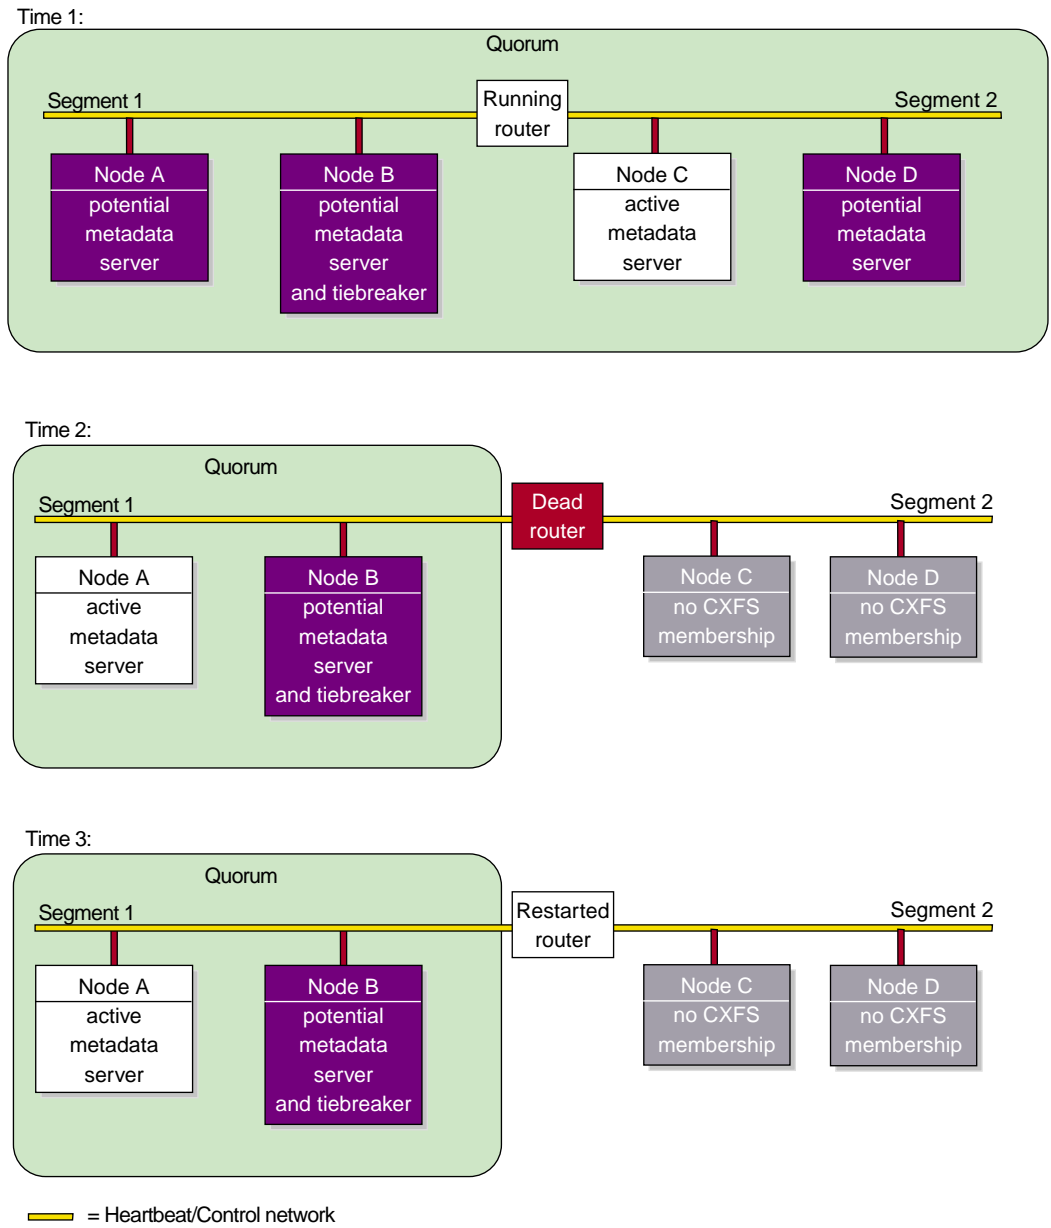 Time 1:
Quorum
Segment 1
Running
router
Segment 2
Node A
potential
metadata
server
Node B
potential
metadata
server
and tiebreaker
Node C
active
metadata
server
Node D
potential
metadata
server
Time 2:
Quorum
Segment 1
Dead
router
Segment 2
Node A
active
metadata
server
Node B
potential
metadata
server
and tiebreaker
Node C
no CXFS
membership
Node D
no CXFS
membership
Time 3:
Quorum
Segment 1
Restarted
router
Segment 2
Node A
active
metadata
server
Node B
potential
metadata
server
and tiebreaker
Node C
no CXFS
membership
Node D
no CXFS
membership
= Heartbeat/Control network